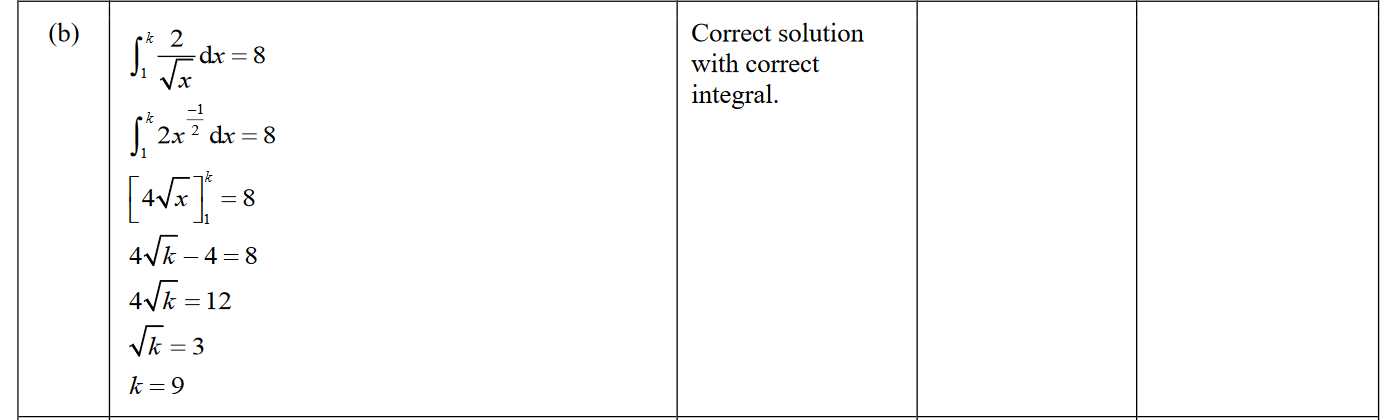 (b)
∫₁ᵏ 2/√x dx = 8
∫₁ᵏ 2x^(-1/2) dx = 8
[4√x]₁ᵏ = 8
4√k − 4 = 8
4√k = 12
√k = 3
k = 9
Correct solution
with correct
integral.